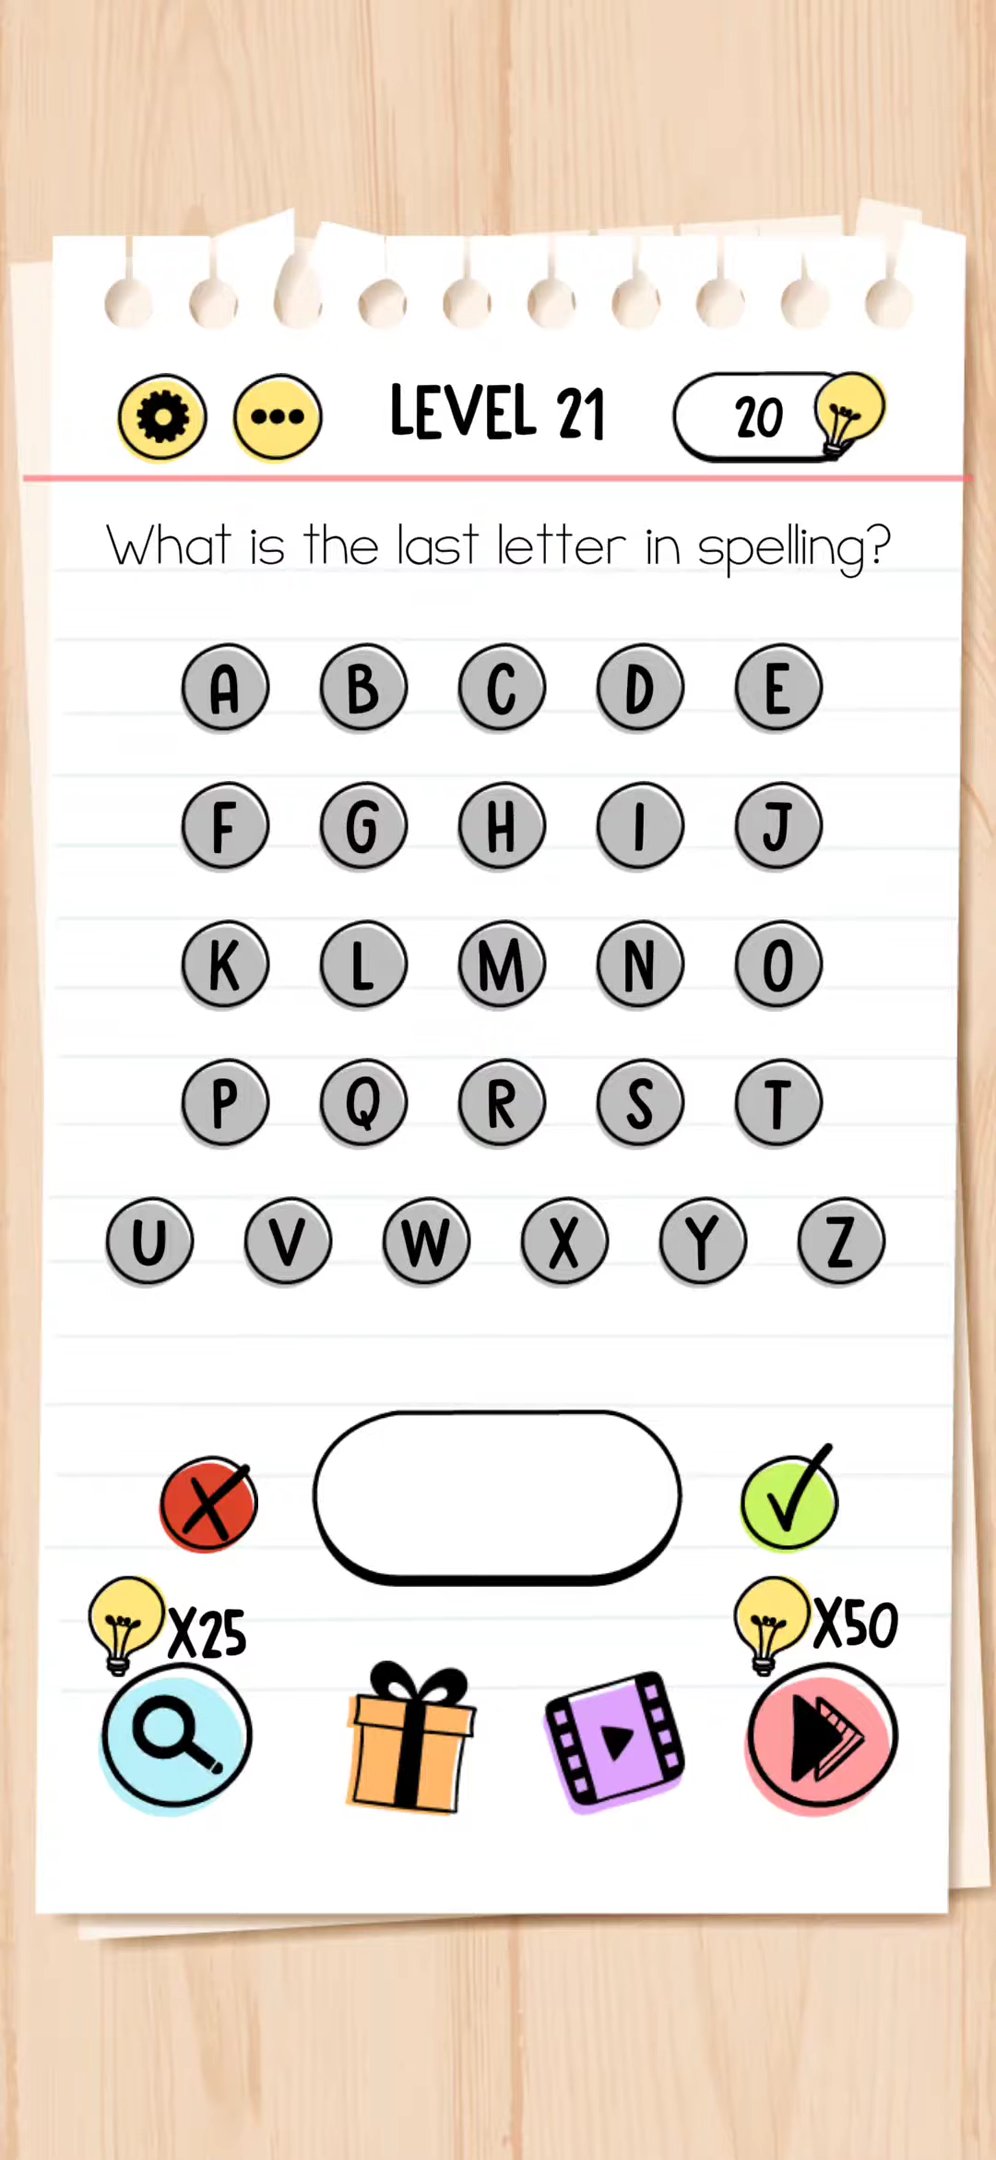 LEVEL 21
20
What is the last letter in spelling?
A B C D E
F G H I J
K L M N O
P Q R S T
U V W X Y Z
X25
X50